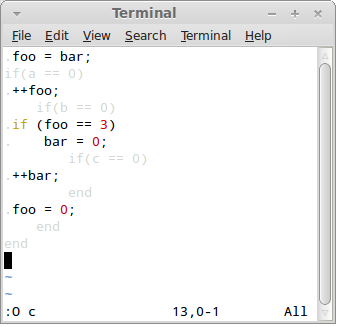 Terminal
File Edit View Search Terminal Help
.foo = bar;
if(a == 0)
.++foo;
    if(b == 0)
.if (foo == 3)
.    bar = 0;
        if(c == 0)
.++bar;
        end
.foo = 0;
    end
end
~
~
:O c 13,0-1 All